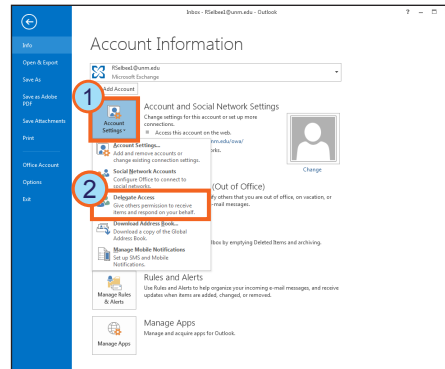 Inbox - RSelbee1@unm.edu - Outlook
? – □
Info
Open & Export
Save As
Save as Adobe
PDF
Save Attachments
Print
Office Account
Options
Exit
Account Information
RSelbee1@unm.edu
Microsoft Exchange
Add Account
1
Account
Settings
Account and Social Network Settings
Change settings for this account or set up more
connections.
Access this account on the web.
nm.edu/owa/
orks.
Change
Account Settings...
Add and remove accounts or
change existing connection settings.
Social Network Accounts
Configure Office to connect to
social networks.
2
Delegate Access
Give others permission to receive
items and respond on your behalf.
Download Address Book...
Download a copy of the Global
Address Book.
Manage Mobile Notifications
Set up SMS and Mobile
Notifications.
(Out of Office)
fy others that you are out of office, on vacation, or
-mail messages.
lbox by emptying Deleted Items and archiving.
Manage Rules
& Alerts
Rules and Alerts
Use Rules and Alerts to help organize your incoming e-mail messages, and receive
updates when items are added, changed, or removed.
Manage Apps
Manage Apps
Manage and acquire apps for Outlook.